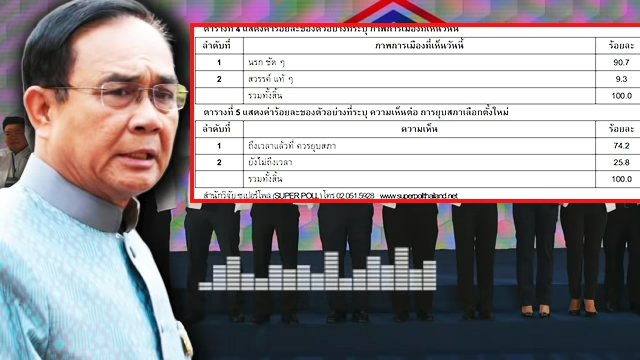 ตารางที่ 4 แสดงค่าร้อยละของตัวอย่างที่ระบุ ภาพการเมืองที่เห็นวันนี้
ลำดับที่ ภาพการเมืองที่เห็นวันนี้ ร้อยละ
1 นรก ชัด ๆ 90.7
2 สวรรค์ แท้ ๆ 9.3
รวมทั้งสิ้น 100.0
ตารางที่ 5 แสดงค่าร้อยละของตัวอย่างที่ระบุ ความเห็นต่อ การยุบสภาเลือกตั้งใหม่
ลำดับที่ ความเห็น ร้อยละ
1 ถึงเวลาแล้วที่ ควรยุบสภา 74.2
2 ยังไม่ถึงเวลา 25.8
รวมทั้งสิ้น 100.0
สำนักวิจัย ซูเปอร์โพล (SUPER POLL) โทร 02.051.5928 www.superpollthailand.net